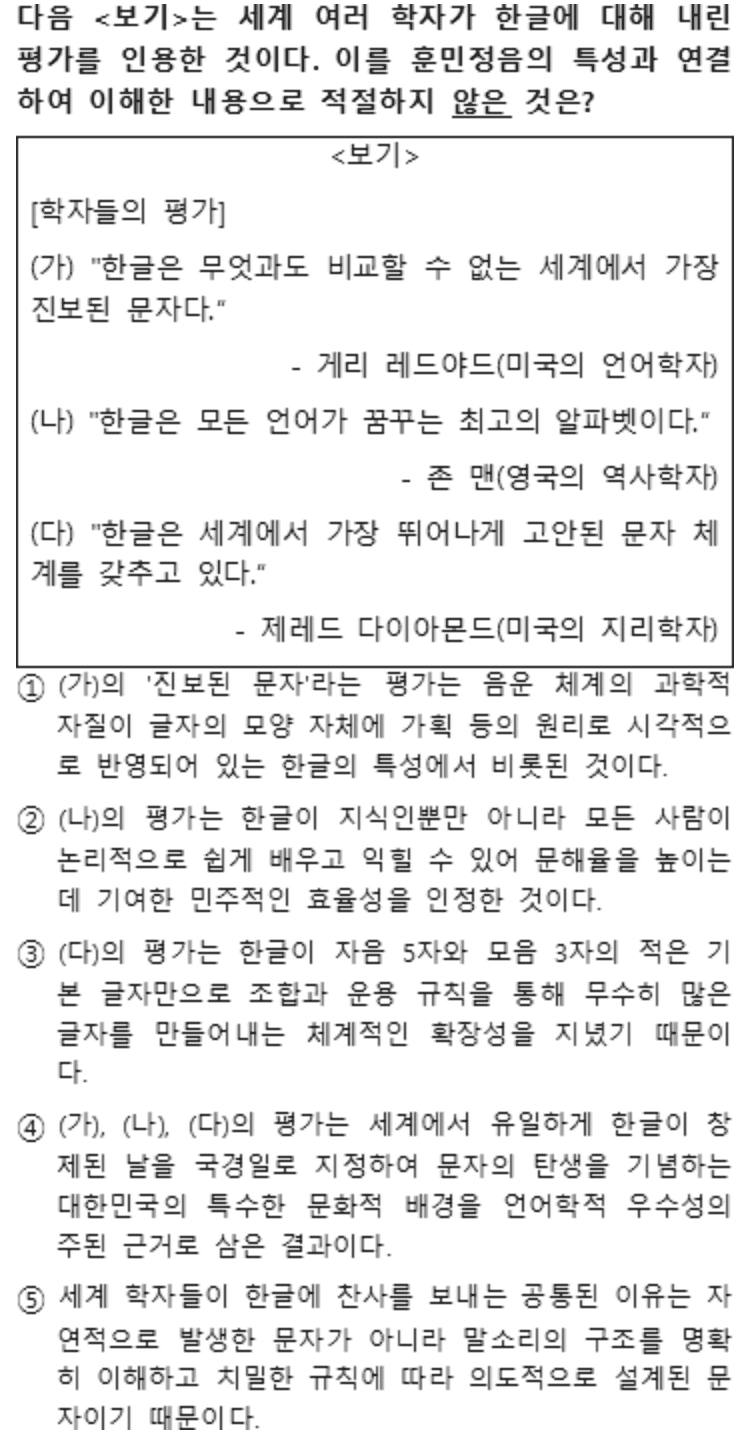 다음 <보기>는 세계 여러 학자가 한글에 대해 내린
평가를 인용한 것이다. 이를 훈민정음의 특성과 연결
하여 이해한 내용으로 적절하지 않은 것은?
<보기>
[학자들의 평가]
(가) "한글은 무엇과도 비교할 수 없는 세계에서 가장
진보된 문자다."
- 게리 레드야드(미국의 언어학자)
(나) "한글은 모든 언어가 꿈꾸는 최고의 알파벳이다."
- 존 맨(영국의 역사학자)
(다) "한글은 세계에서 가장 뛰어나게 고안된 문자 체
계를 갖추고 있다."
- 제레드 다이아몬드(미국의 지리학자)
① (가)의 '진보된 문자'라는 평가는 음운 체계의 과학적
자질이 글자의 모양 자체에 가획 등의 원리로 시각적으
로 반영되어 있는 한글의 특성에서 비롯된 것이다.
② (나)의 평가는 한글이 지식인뿐만 아니라 모든 사람이
논리적으로 쉽게 배우고 익힐 수 있어 문해율을 높이는
데 기여한 민주적인 효율성을 인정한 것이다.
③ (다)의 평가는 한글이 자음 5자와 모음 3자의 적은 기
본 글자만으로 조합과 운용 규칙을 통해 무수히 많은
글자를 만들어내는 체계적인 확장성을 지녔기 때문이
다.
④ (가), (나), (다)의 평가는 세계에서 유일하게 한글이 창
제된 날을 국경일로 지정하여 문자의 탄생을 기념하는
대한민국의 특수한 문화적 배경을 언어학적 우수성의
주된 근거로 삼은 결과이다.
⑤ 세계 학자들이 한글에 찬사를 보내는 공통된 이유는 자
연적으로 발생한 문자가 아니라 말소리의 구조를 명확
히 이해하고 치밀한 규칙에 따라 의도적으로 설계된 문
자이기 때문이다.